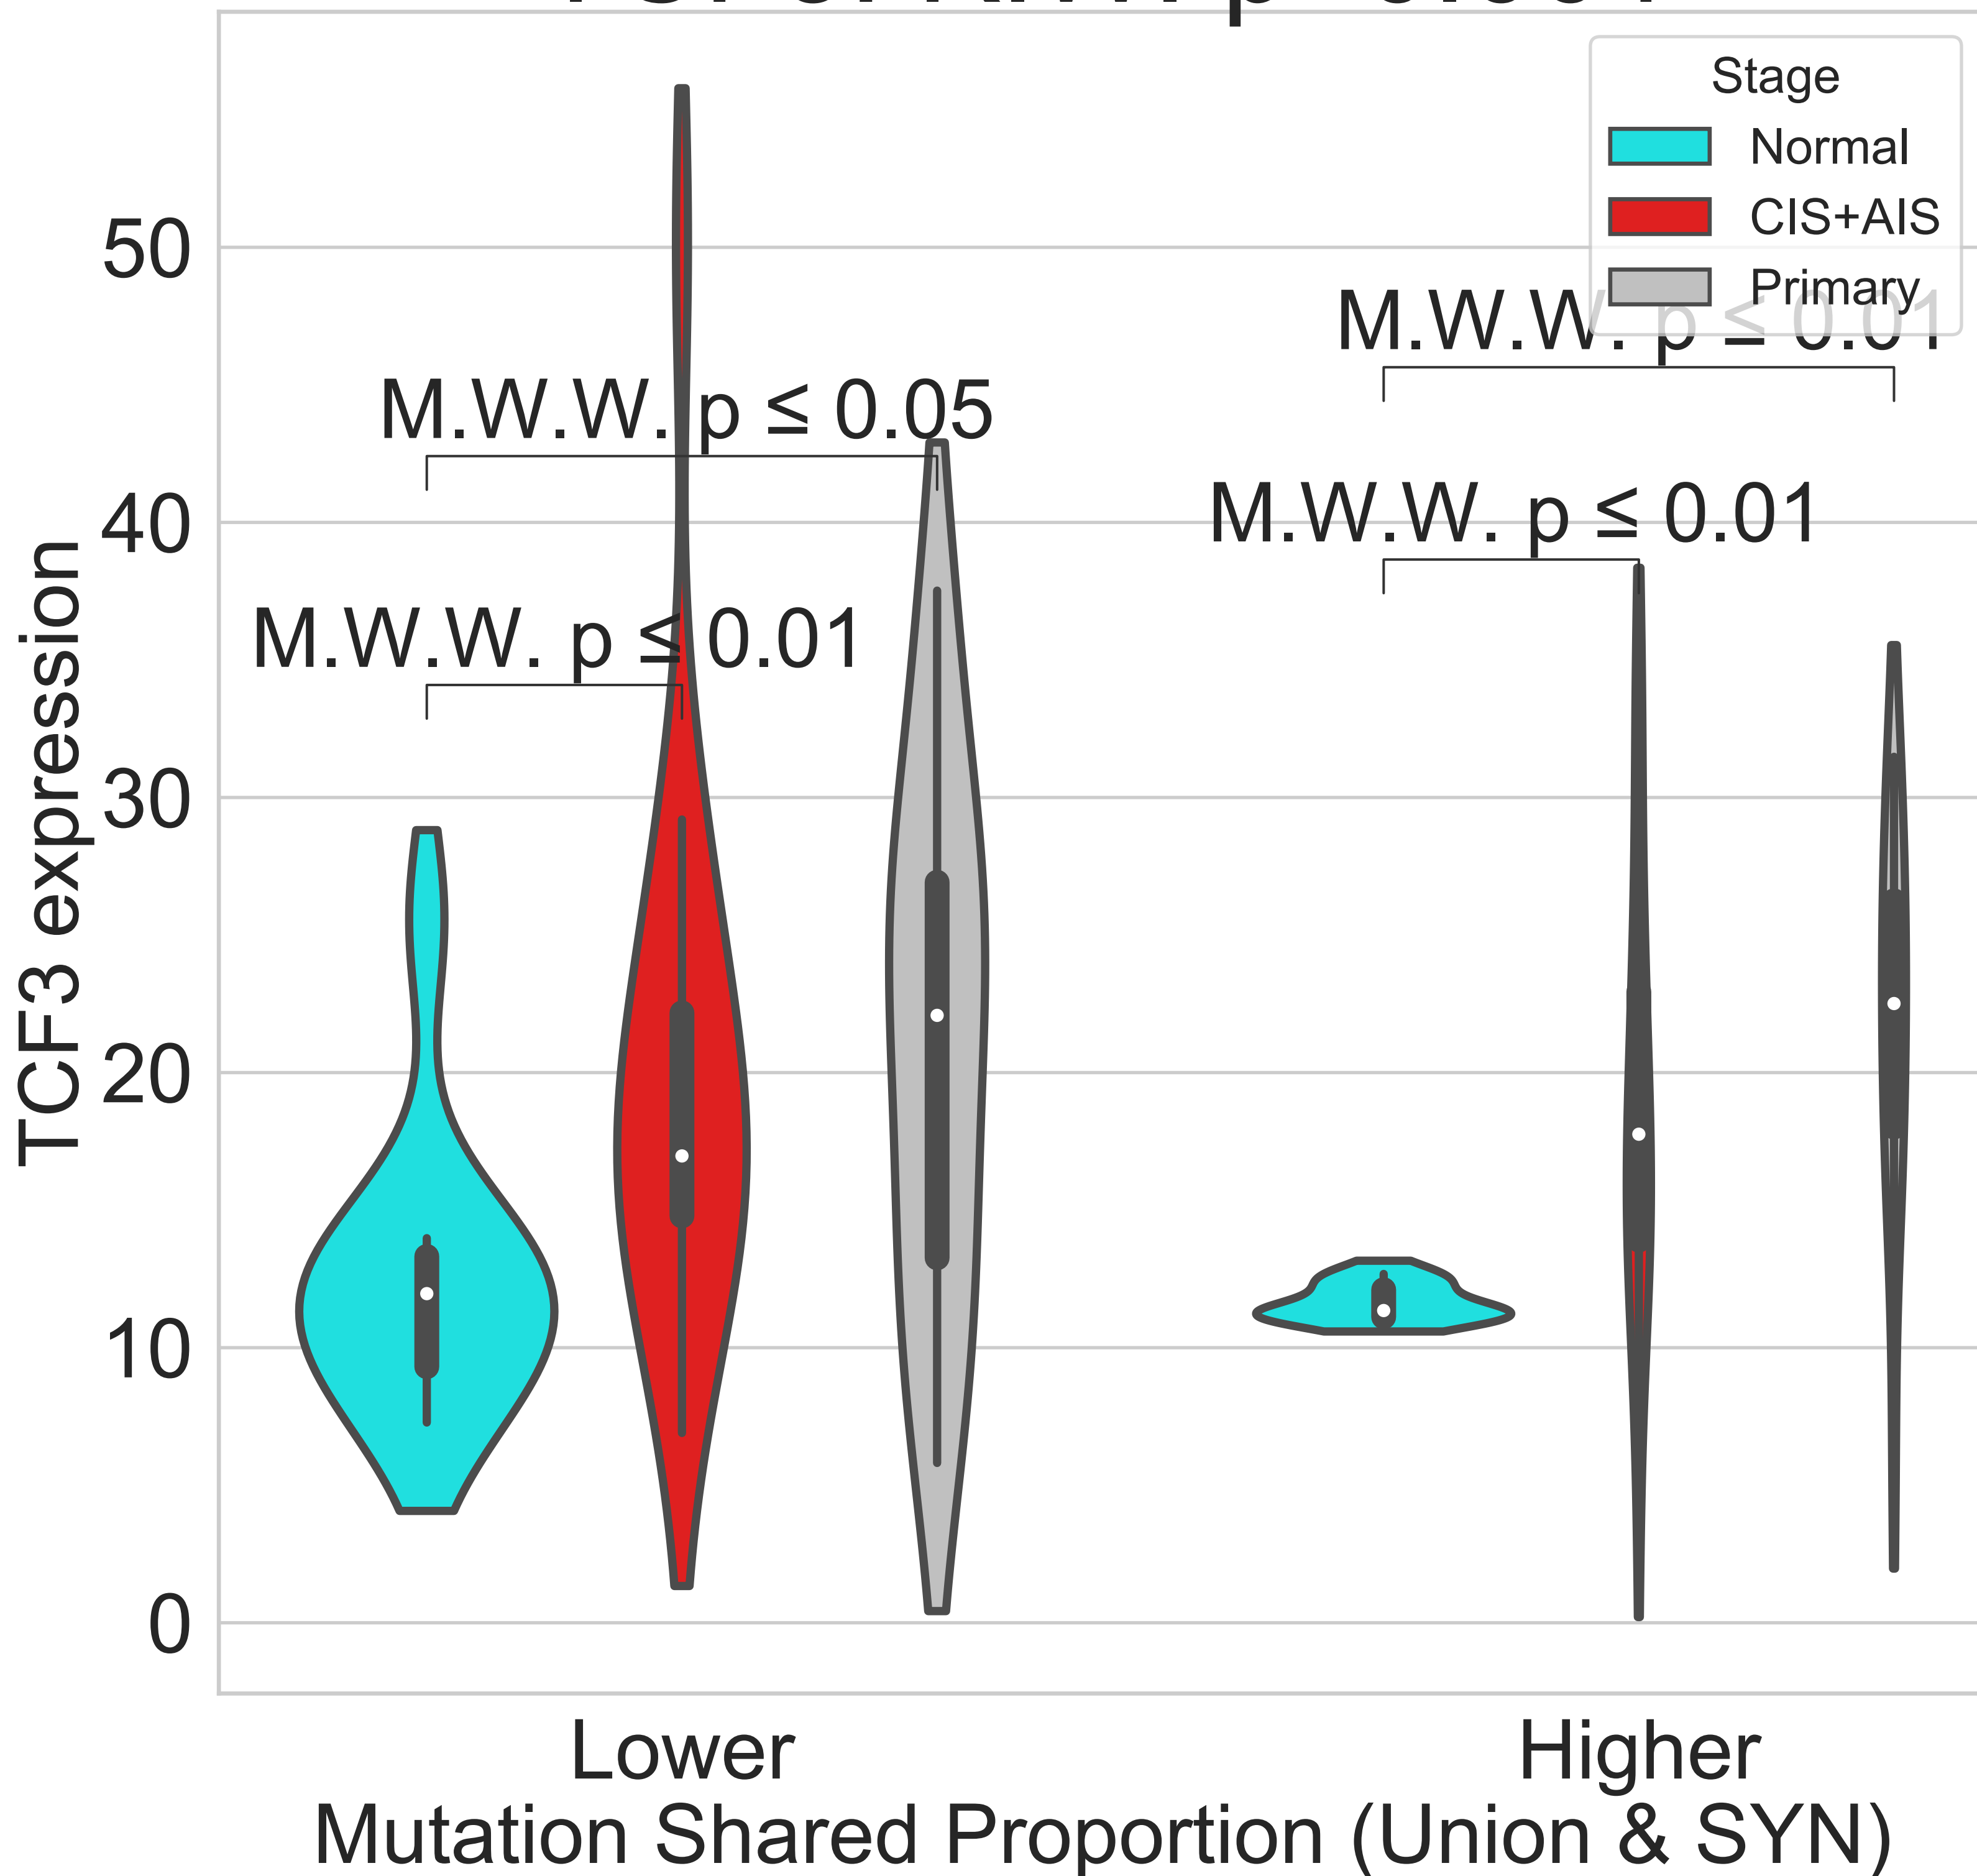 Stage
Normal
CIS+AIS
Primary
M.W.W. p ≤ 0.01
M.W.W. p ≤ 0.05
M.W.W. p ≤ 0.01
M.W.W. p ≤ 0.01
50
40
30
20
10
0
TCF3 expression
Lower
Higher
Mutation Shared Proportion (Union & SYN)